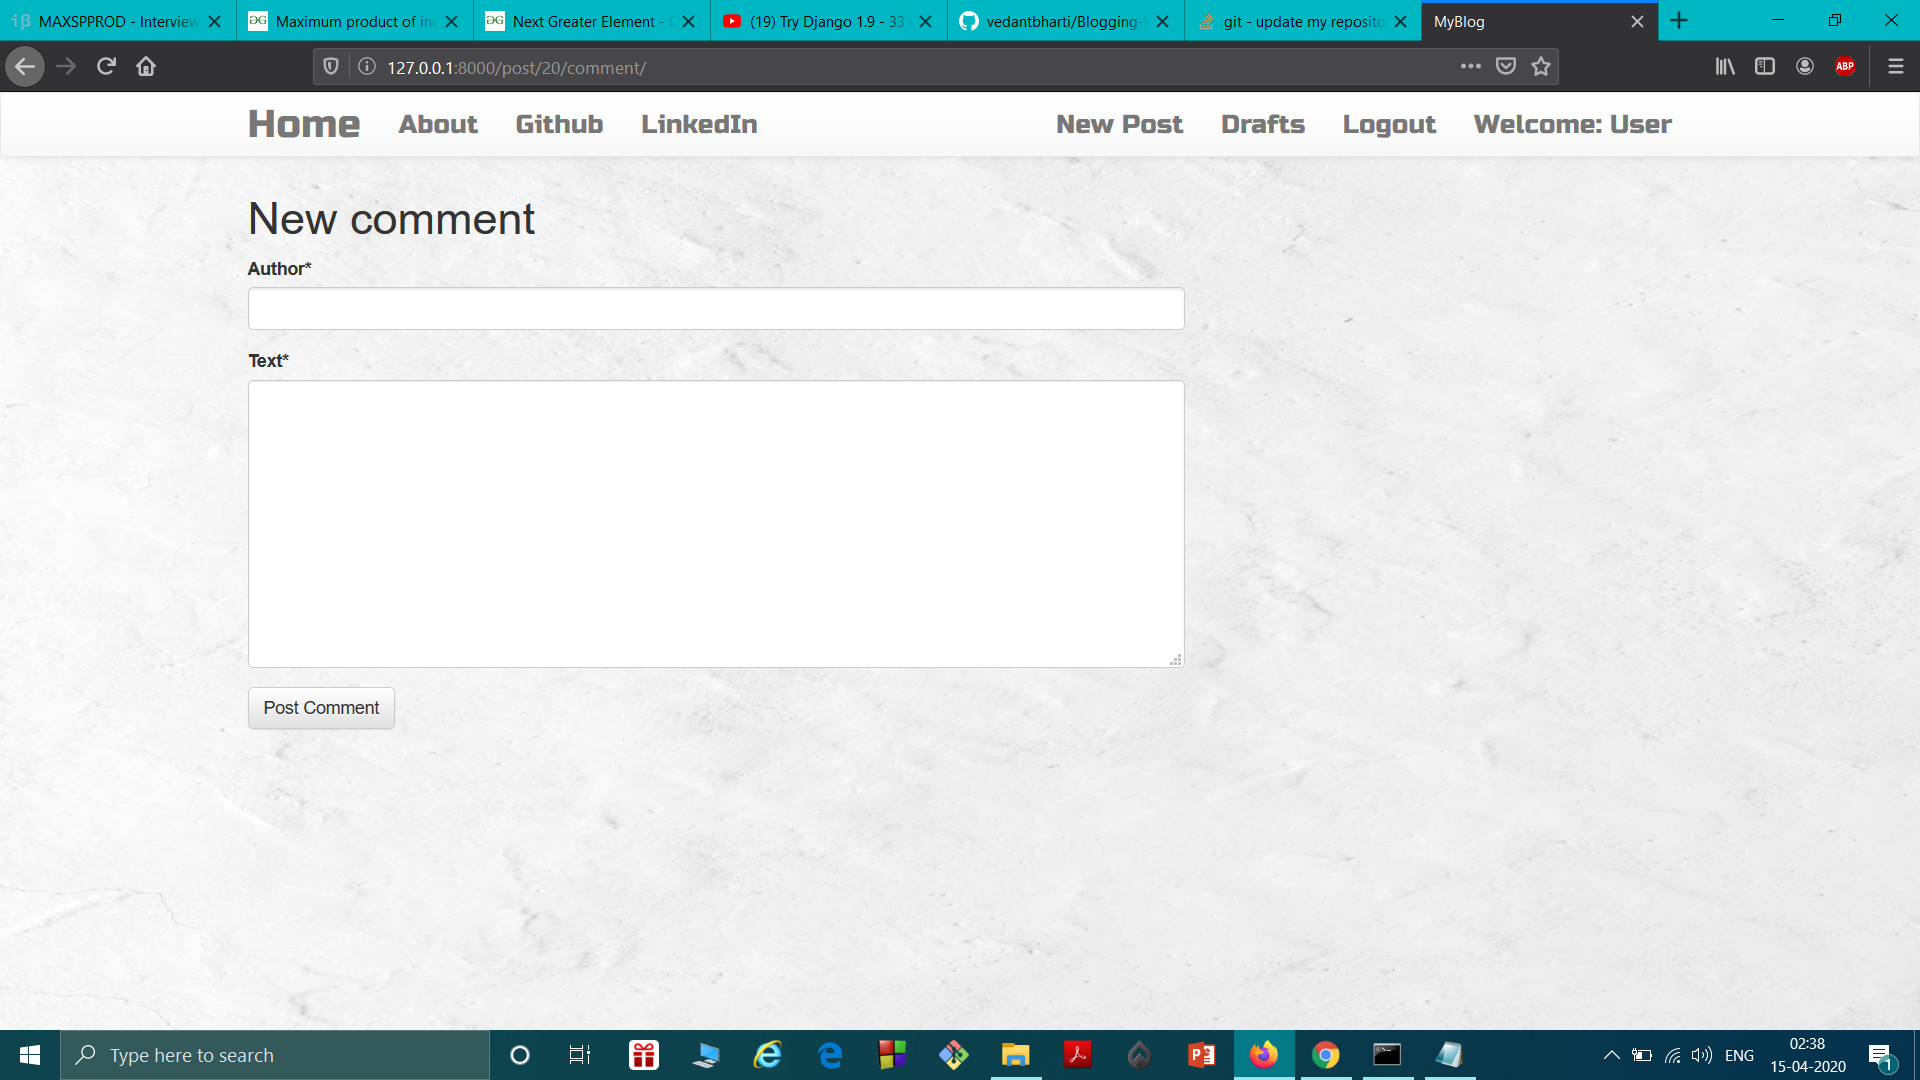 MAXSPPROD - Interview
Maximum product of in
Next Greater Element -
(19) Try Django 1.9 - 33
vedantbharti/Blogging-
git - update my reposito
MyBlog
127.0.0.1:8000/post/20/comment/
ABP
Home About Github LinkedIn New Post Drafts Logout Welcome: User
New comment
Author*
Text*
Post Comment
Type here to search
ENG
02:38
15-04-2020
1